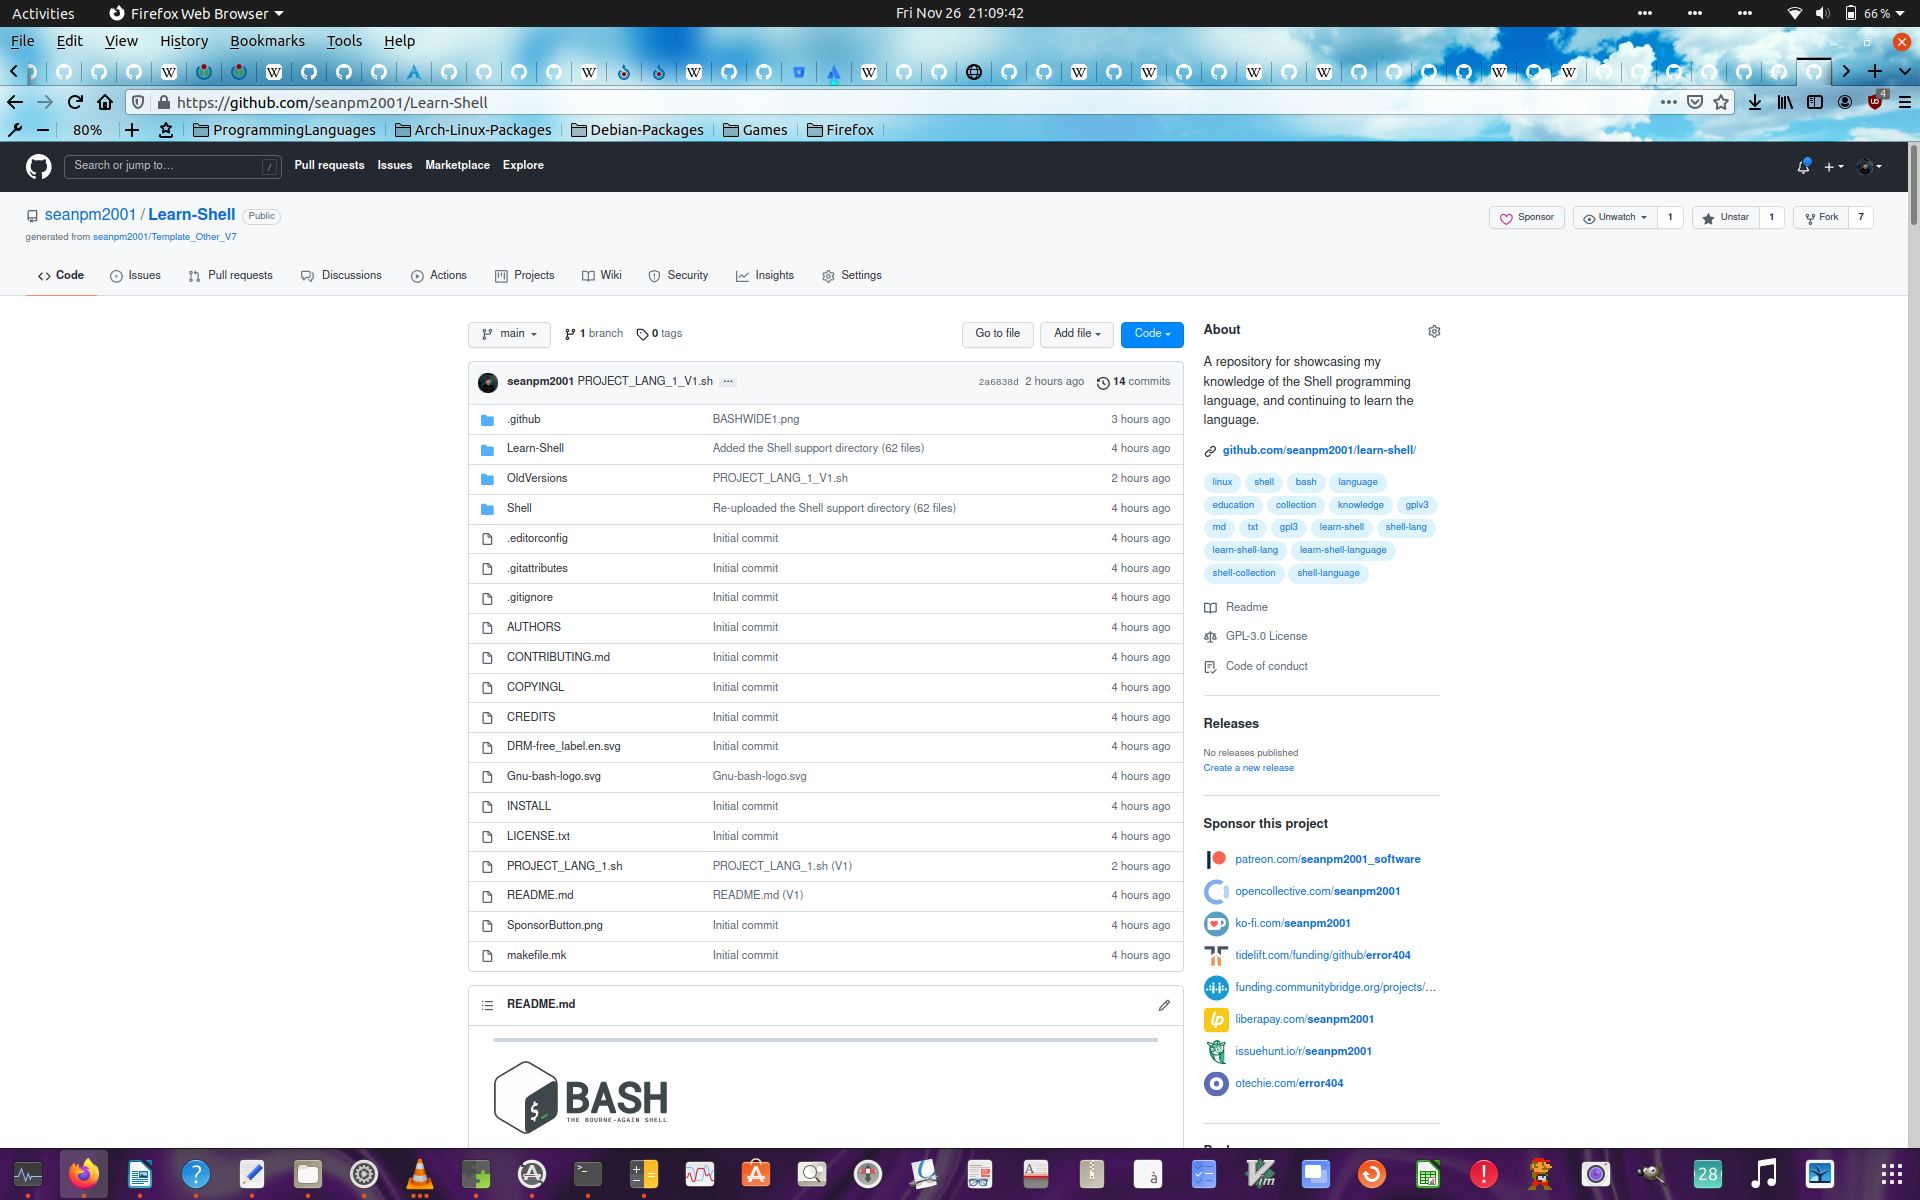 Activities Firefox Web Browser Fri Nov 26 21:09:42 66 %
File Edit View History Bookmarks Tools Help
https://github.com/seanpm2001/Learn-Shell 4
80% ProgrammingLanguages Arch-Linux-Packages Debian-Packages Games Firefox
Search or jump to... / Pull requests Issues Marketplace Explore
seanpm2001 / Learn-Shell Public Sponsor Unwatch 1 Unstar 1 Fork 7
generated from seanpm2001/Template_Other_V7
Code Issues Pull requests Discussions Actions Projects Wiki Security Insights Settings
main 1 branch 0 tags Go to file Add file Code
seanpm2001 PROJECT_LANG_1_V1.sh ... 2a6838d 2 hours ago 14 commits
.github BASHWIDE1.png 3 hours ago
Learn-Shell Added the Shell support directory (62 files) 4 hours ago
OldVersions PROJECT_LANG_1_V1.sh 2 hours ago
Shell Re-uploaded the Shell support directory (62 files) 4 hours ago
.editorconfig Initial commit 4 hours ago
.gitattributes Initial commit 4 hours ago
.gitignore Initial commit 4 hours ago
AUTHORS Initial commit 4 hours ago
CONTRIBUTING.md Initial commit 4 hours ago
COPYINGL Initial commit 4 hours ago
CREDITS Initial commit 4 hours ago
DRM-free_label.en.svg Initial commit 4 hours ago
Gnu-bash-logo.svg Gnu-bash-logo.svg 4 hours ago
INSTALL Initial commit 4 hours ago
LICENSE.txt Initial commit 4 hours ago
PROJECT_LANG_1.sh PROJECT_LANG_1.sh (V1) 2 hours ago
README.md README.md (V1) 4 hours ago
SponsorButton.png Initial commit 4 hours ago
makefile.mk Initial commit 4 hours ago
README.md
BASH
THE BOURNE-AGAIN SHELL
About
A repository for showcasing my
knowledge of the Shell programming
language, and continuing to learn the
language.
github.com/seanpm2001/learn-shell/
linux shell bash language
education collection knowledge gplv3
md txt gpl3 learn-shell shell-lang
learn-shell-lang learn-shell-language
shell-collection shell-language
Readme
GPL-3.0 License
Code of conduct
Releases
No releases published
Create a new release
Sponsor this project
patreon.com/seanpm2001_software
opencollective.com/seanpm2001
ko-fi.com/seanpm2001
tidelift.com/funding/github/error404
funding.communitybridge.org/projects/...
liberapay.com/seanpm2001
issuehunt.io/r/seanpm2001
otechie.com/error404
28